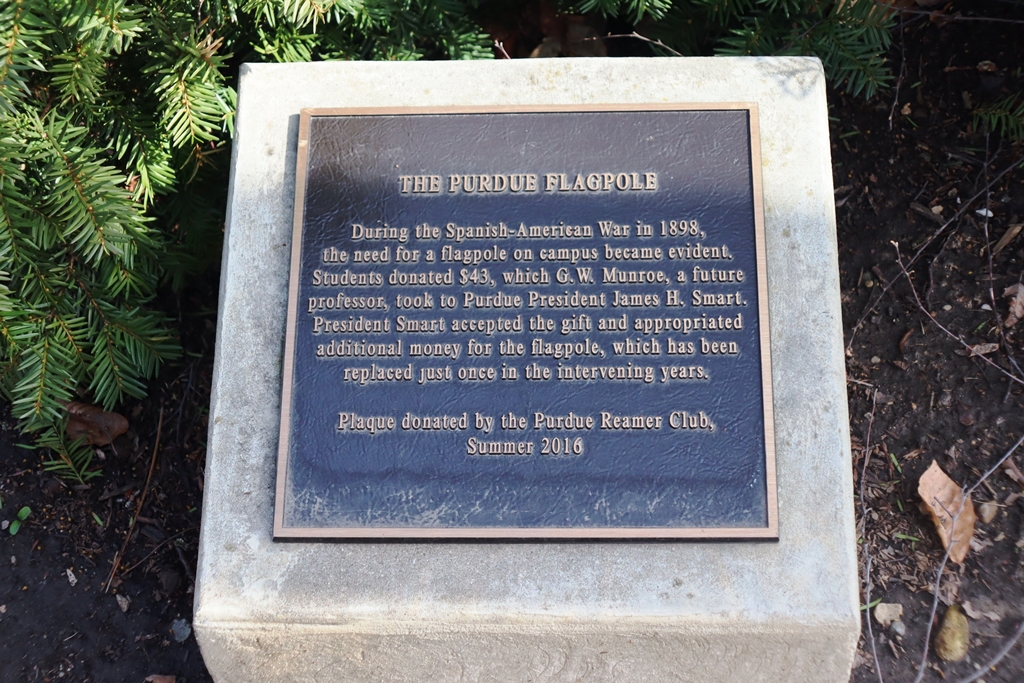 THE PURDUE FLAGPOLE
During the Spanish-American War in 1898,
the need for a flagpole on campus became evident.
Students donated $43, which G.W. Munroe, a future
professor, took to Purdue President James H. Smart.
President Smart accepted the gift and appropriated
additional money for the flagpole, which has been
replaced just once in the intervening years.
Plaque donated by the Purdue Reamer Club,
Summer 2016